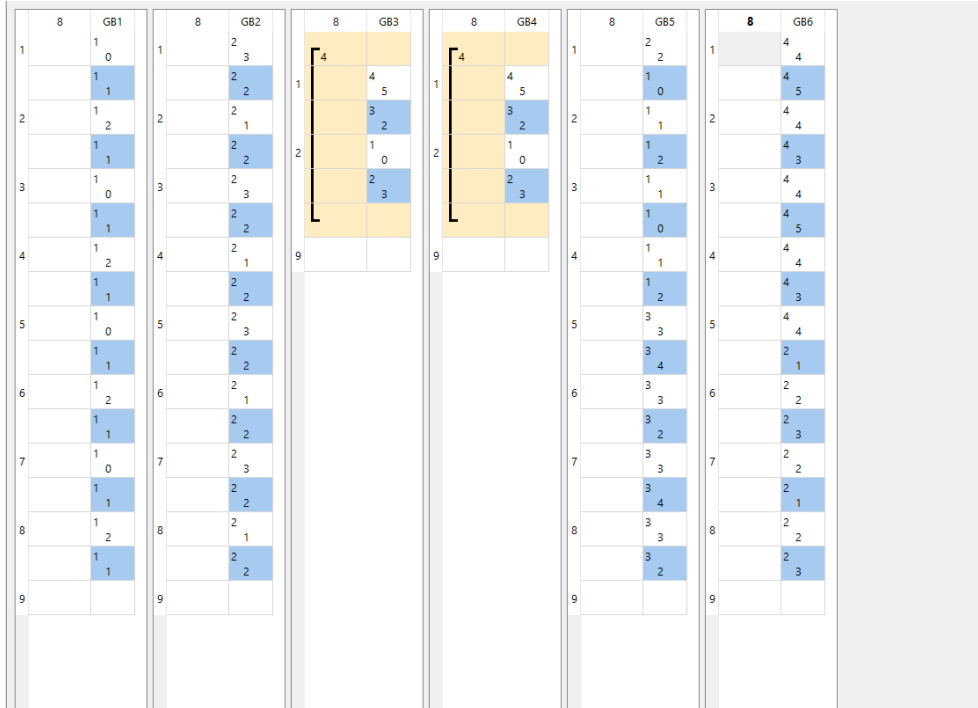 8 GB1
1 1 0
1 1
2 1 2
1 1
3 1 0
1 1
4 1 2
1 1
5 1 0
1 1
6 1 2
1 1
7 1 0
1 1
8 1 2
1 1
9
8 GB2
1 2 3
2 2
2 2 1
2 2
3 2 3
2 2
4 2 1
2 2
5 2 3
2 2
6 2 1
2 2
7 2 3
2 2
8 2 1
2 2
9
8 GB3
4
1 4 5
3 2
2 1 0
2 3
9
8 GB4
4
1 4 5
3 2
2 1 0
2 3
9
8 GB5
1 2 2
1 0
2 1 1
1 2
3 1 1
1 0
4 1 1
1 2
5 3 3
3 4
6 3 3
3 2
7 3 3
3 4
8 3 3
3 2
9
8 GB6
1 4 4
4 5
2 4 4
4 3
3 4 4
4 5
4 4 4
4 3
5 4 4
2 1
6 2 2
2 3
7 2 2
2 1
8 2 2
2 3
9